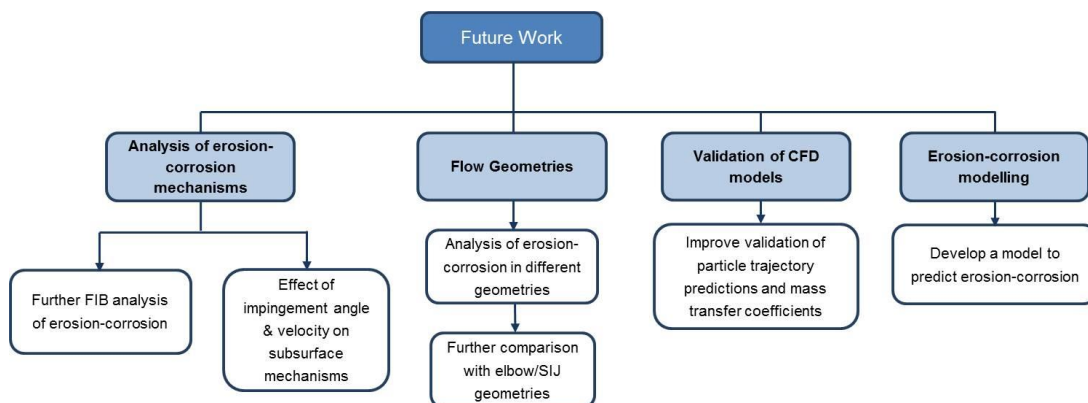 Future Work
Analysis of erosion-
corrosion
mechanisms
Flow Geometries
Validation of CFD
models
Erosion-corrosion
modelling
Further FIB analysis
of erosion-corrosion
Effect of
impingement angle
& velocity on
subsurface
mechanisms
Analysis of erosion-
corrosion in different
geometries
Further comparison
with elbow/SIJ
geometries
Improve validation of
particle trajectory
predictions and mass
transfer coefficients
Develop a model to
predict erosion-corrosion